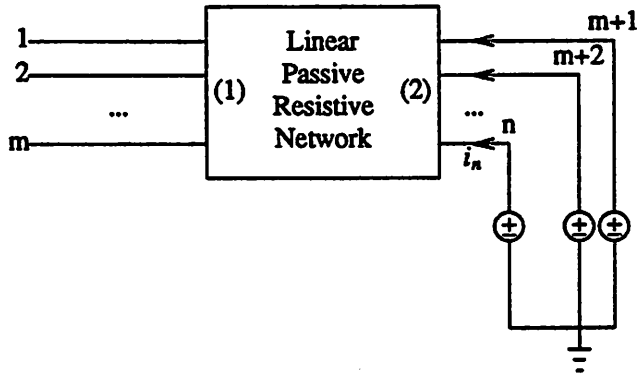 1
2
...
m
(1)
Linear
Passive
Resistive
Network
(2)
m+1
m+2
...
n
i_n
± ± ±